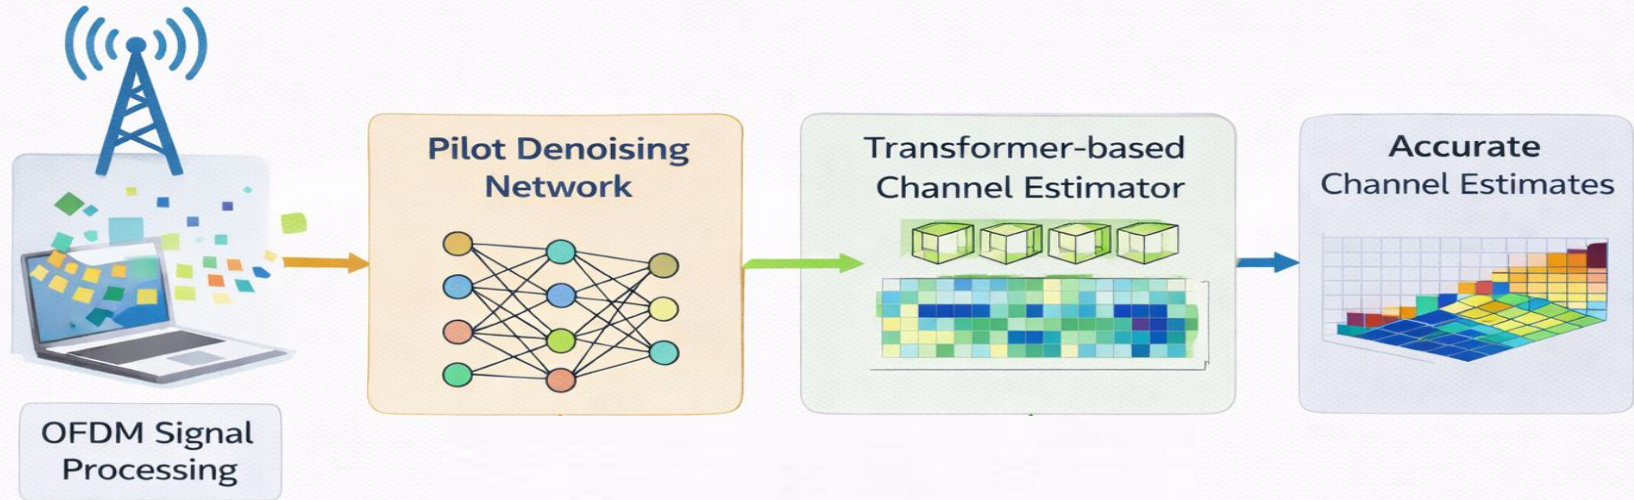 Pilot Denoising
Network
Transformer-based
Channel Estimator
Accurate
Channel Estimates
OFDM Signal
Processing